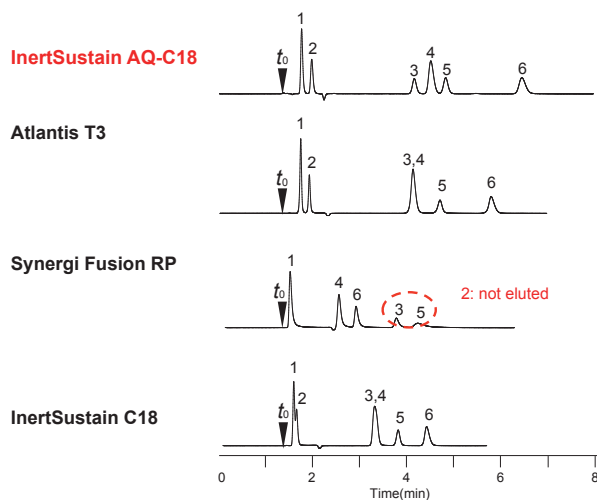 1
2
3
4
5
6
t0
InertSustain AQ-C18
1
2
3,4
5
6
t0
Atlantis T3
1
4
6
3
5
2: not eluted
t0
Synergi Fusion RP
1
2
3,4
5
6
t0
InertSustain C18
0 2 4 6 8
Time(min)